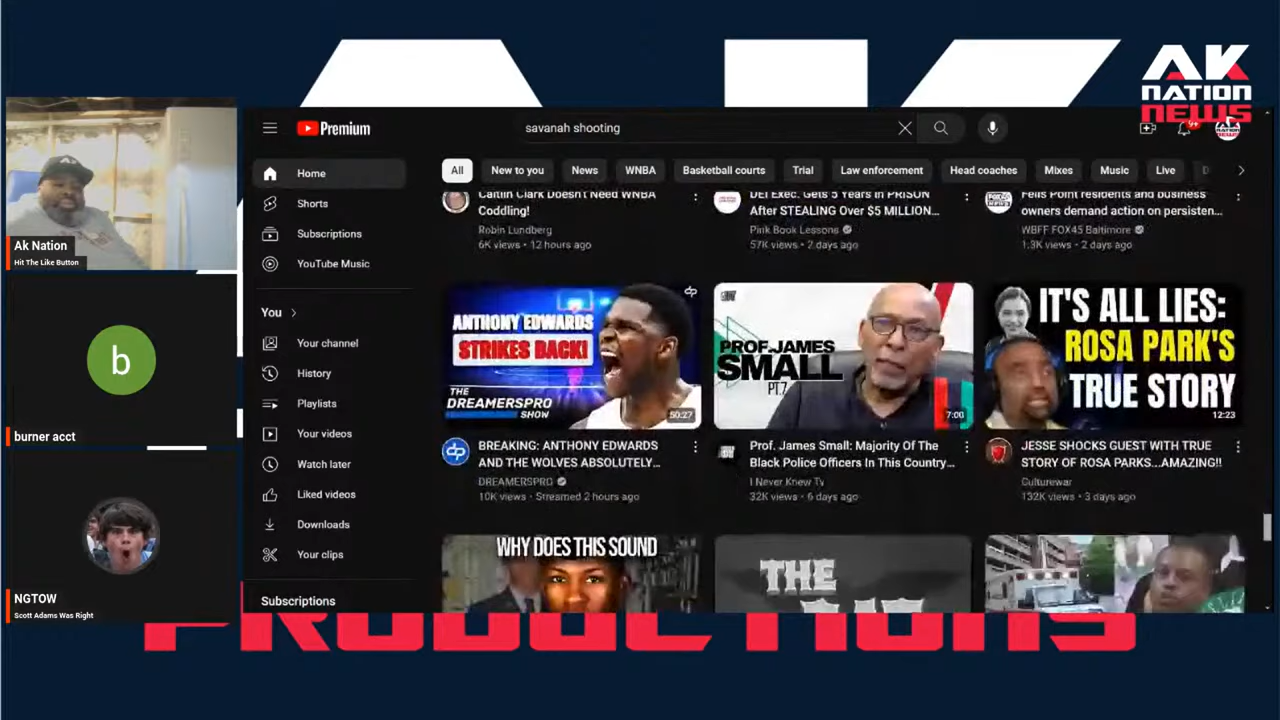 AK
NATION
NEWS
Premium
savanah shooting
9+
All
New to you
News
WNBA
Basketball courts
Trial
Law enforcement
Head coaches
Mixes
Music
Live
Home
Shorts
Subscriptions
YouTube Music
You
Your channel
History
Playlists
Your videos
Watch later
Liked videos
Downloads
Your clips
Subscriptions
Caitlin Clark Doesn't Need WNBA
Coddling!
Robin Lundberg
6K views • 12 hours ago
DEI Exec. Gets 5 Years in PRISON
After STEALING Over $5 MILLION...
Pink Book Lessons
57K views • 2 days ago
Fells Point residents and business
owners demand action on persisten...
WBFF FOX45 Baltimore
1.3K views • 2 days ago
ANTHONY EDWARDS
STRIKES BACK!
THE
DREAMERSPRO
SHOW
50:27
BREAKING: ANTHONY EDWARDS
AND THE WOLVES ABSOLUTELY...
DREAMERSPRO
10K views • Streamed 2 hours ago
PROF. JAMES
SMALL
PT.7
7:00
Prof. James Small: Majority Of The
Black Police Officers In This Country...
I Never Knew Tv
32K views • 6 days ago
IT'S ALL LIES:
ROSA PARK'S
TRUE STORY
12:23
JESSE SHOCKS GUEST WITH TRUE
STORY OF ROSA PARKS...AMAZING!!
Culturewar
132K views • 3 days ago
WHY DOES THIS SOUND
THE
Ak Nation
Hit The Like Button
b
burner acct
NGTOW
Scott Adams Was Right
PRODUCTIONS